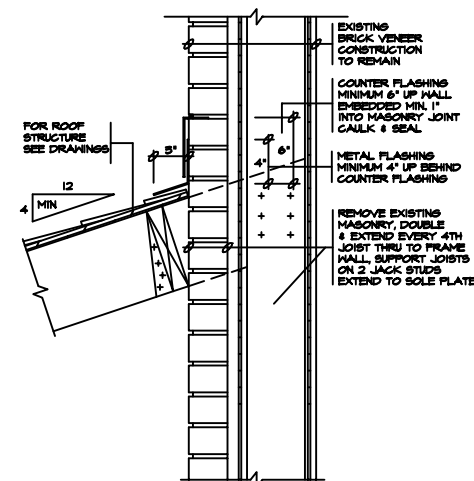 EXISTING
BRICK VENEER
CONSTRUCTION
TO REMAIN
COUNTER FLASHING
MINIMUM 6" UP WALL
EMBEDDED MIN. 1"
INTO MASONRY JOINT
CAULK & SEAL
FOR ROOF
STRUCTURE
SEE DRAWINGS
5"
6"
4"
METAL FLASHING
MINIMUM 4" UP BEHIND
COUNTER FLASHING
12
4
MIN
REMOVE EXISTING
MASONRY, DOUBLE
& EXTEND EVERY 4TH
JOIST THRU TO FRAME
WALL, SUPPORT JOISTS
ON 2 JACK STUDS
EXTEND TO SOLE PLATE